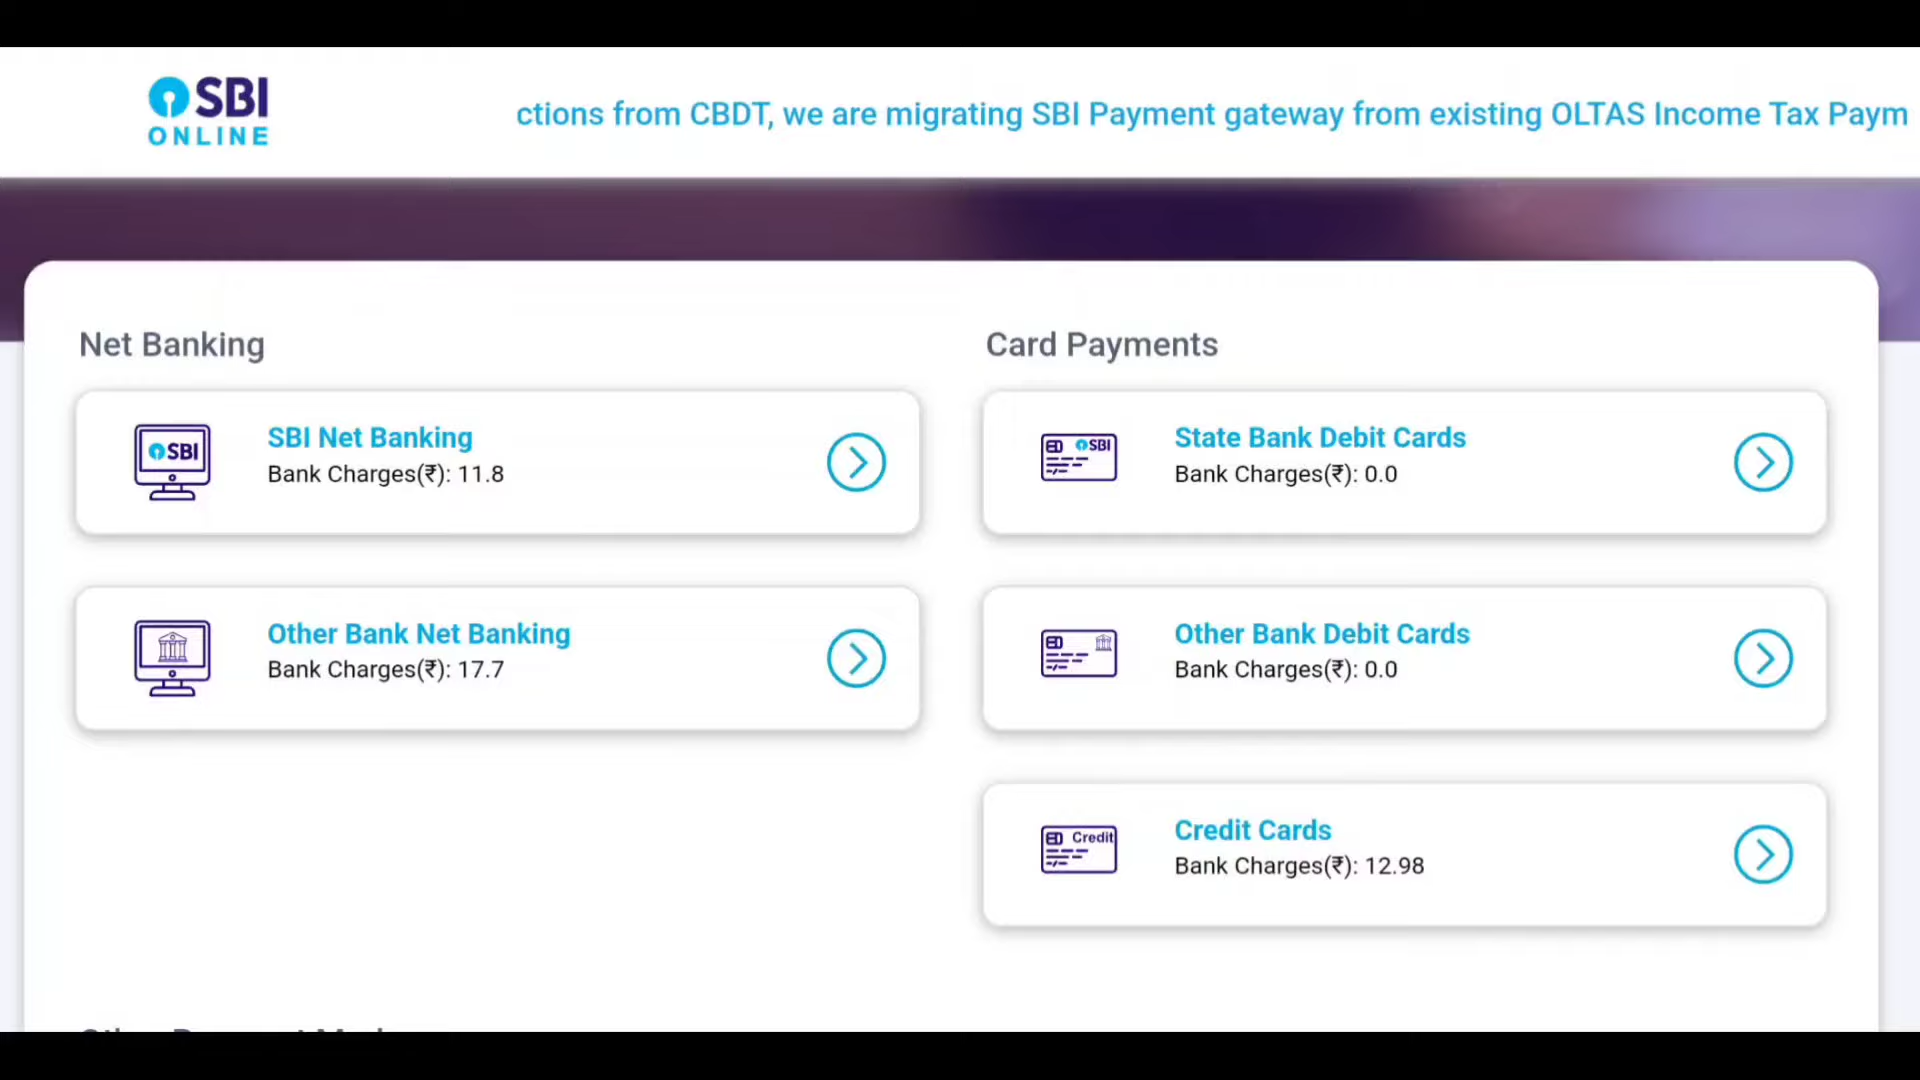 SBI
ONLINE
ctions from CBDT, we are migrating SBI Payment gateway from existing OLTAS Income Tax Paym
Net Banking
SBI
SBI Net Banking
Bank Charges(₹): 11.8
Other Bank Net Banking
Bank Charges(₹): 17.7
Card Payments
SBI
State Bank Debit Cards
Bank Charges(₹): 0.0
Other Bank Debit Cards
Bank Charges(₹): 0.0
Credit
Credit Cards
Bank Charges(₹): 12.98